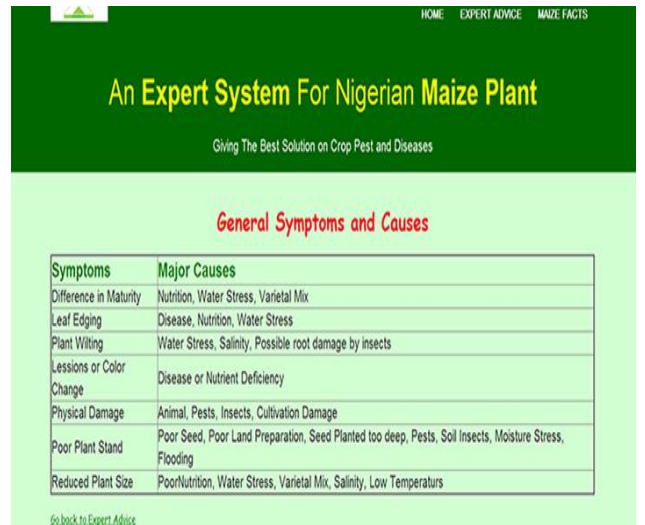 HOME EXPERT ADVICE MAIZE FACTS
An Expert System For Nigerian Maize Plant
Giving The Best Solution on Crop Pest and Diseases
General Symptoms and Causes
Symptoms Major Causes
Difference in Maturity Nutrition, Water Stress, Varietal Mix
Leaf Edging Disease, Nutrition, Water Stress
Plant Wilting Water Stress, Salinity, Possible root damage by insects
Lessions or Color
Change
Disease or Nutrient Deficiency
Physical Damage Animal, Pests, Insects, Cultivation Damage
Poor Plant Stand
Poor Seed, Poor Land Preparation, Seed Planted too deep, Pests, Soil Insects, Moisture Stress,
Flooding
Reduced Plant Size PoorNutrition, Water Stress, Varietal Mix, Salinity, Low Temperaturs
Go back to Expert Advice